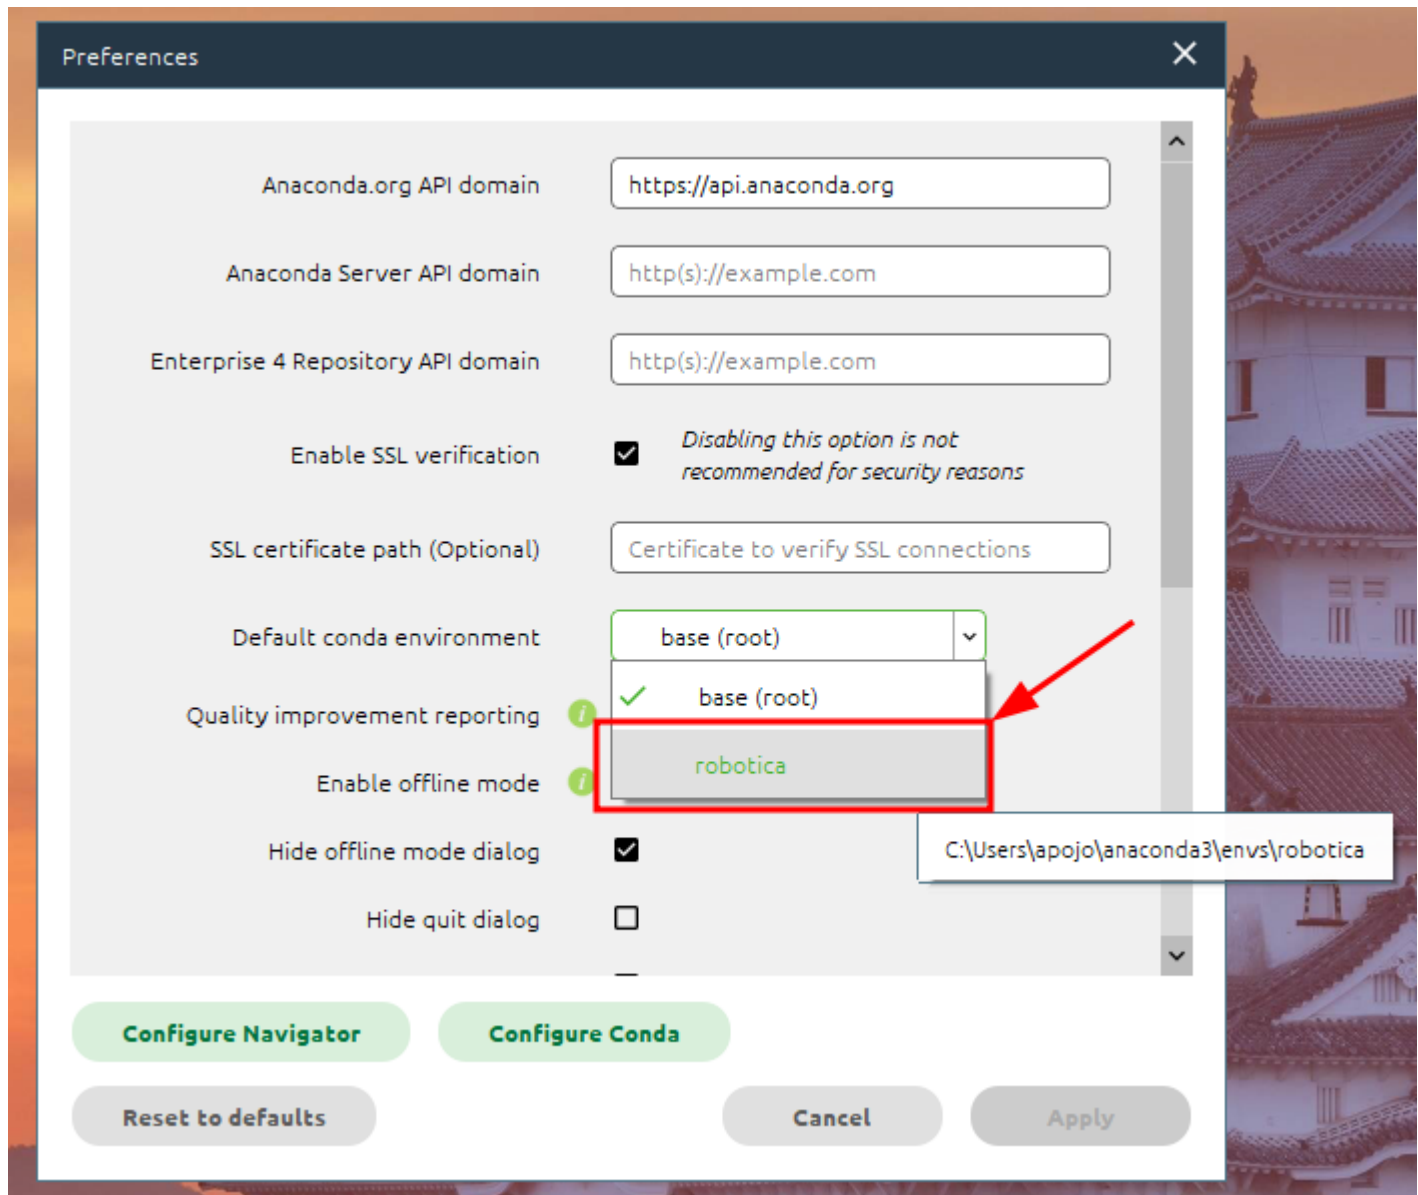 Preferences
Anaconda.org API domain
https://api.anaconda.org
Anaconda Server API domain
http(s)://example.com
Enterprise 4 Repository API domain
http(s)://example.com
Enable SSL verification
Disabling this option is not
recommended for security reasons
SSL certificate path (Optional)
Certificate to verify SSL connections
Default conda environment
base (root)
base (root)
Quality improvement reporting
i
robotica
Enable offline mode
i
Hide offline mode dialog
C:\Users\apojo\anaconda3\envs\robotica
Hide quit dialog
Configure Navigator
Configure Conda
Reset to defaults
Cancel
Apply